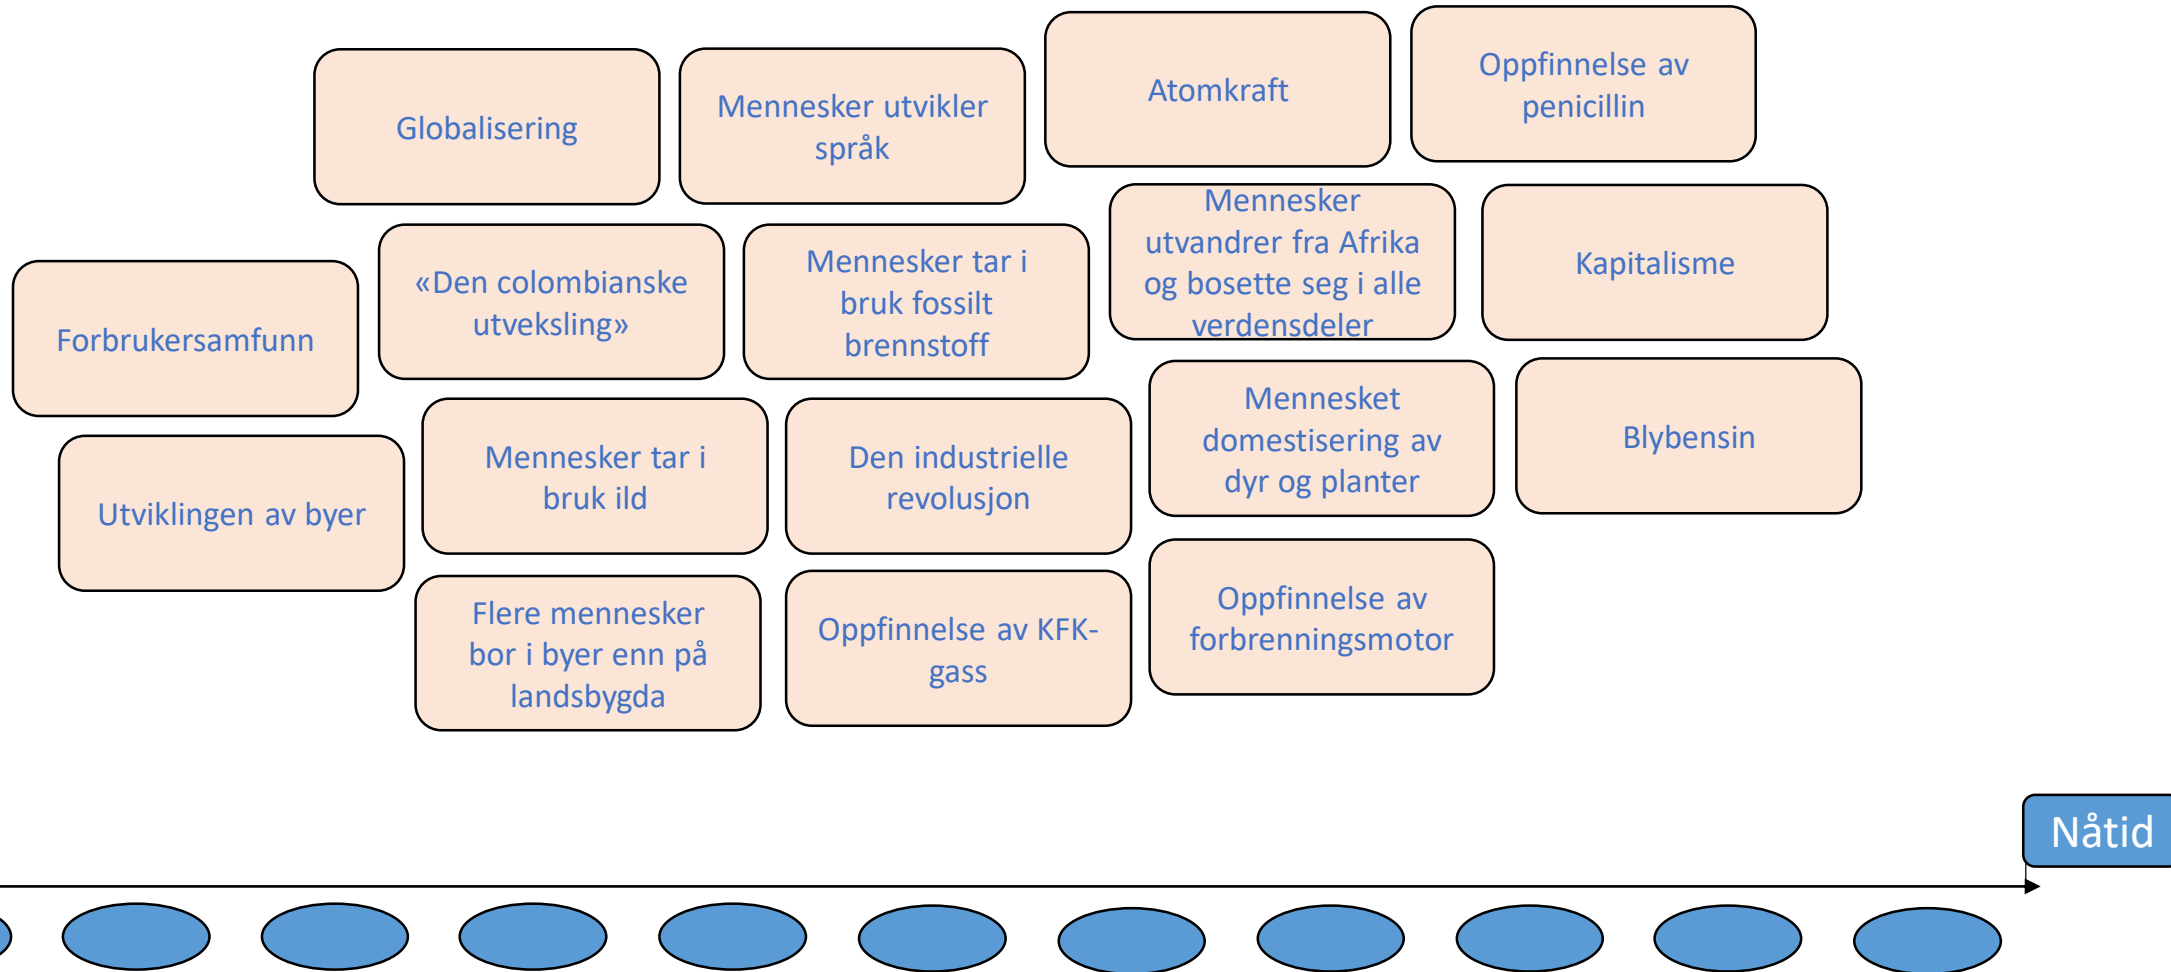 Globalisering
Mennesker utvikler
språk
Atomkraft
Oppfinnelse av
penicillin
Forbrukersamfunn
«Den colombianske
utveksling»
Mennesker tar i
bruk fossilt
brennstoff
Mennesker
utvandrer fra Afrika
og bosette seg i alle
verdensdeler
Kapitalisme
Utviklingen av byer
Mennesker tar i
bruk ild
Den industrielle
revolusjon
Mennesket
domestisering av
dyr og planter
Blybensin
Flere mennesker
bor i byer enn på
landsbygda
Oppfinnelse av KFK-
gass
Oppfinnelse av
forbrenningsmotor
Nåtid